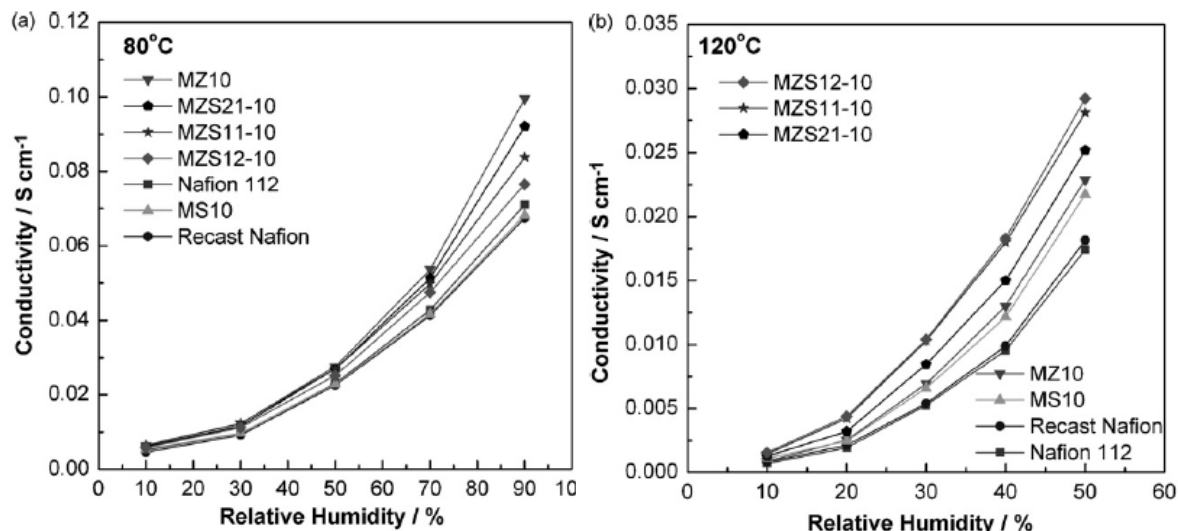 (a)
80°C
MZ10
MZS21-10
MZS11-10
MZS12-10
Nafion 112
MS10
Recast Nafion
0.10
0.08
0.06
0.04
0.02
0.00
Conductivity / S cm⁻¹
0 10 20 30 40 50 60 70 80 90 10
Relative Humidity / %
(b)
120°C
MZS12-10
MZS11-10
MZS21-10
MZ10
MS10
Recast Nafion
Nafion 112
0.035
0.030
0.025
0.020
0.015
0.010
0.005
0.000
Conductivity / S cm⁻¹
0 10 20 30 40 50 60
Relative Humidity / %